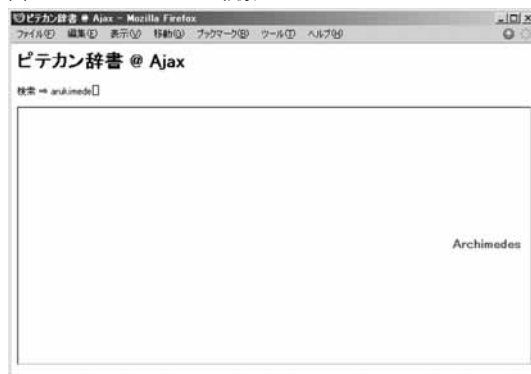 ピテカン辞書 @ Ajax - Mozilla Firefox
ファイル(F) 編集(E) 表示(V) 移動(G) ブックマーク(B) ツール(T) ヘルプ(H)
ピテカン辞書 @ Ajax
検索 ⇒ arukimede
Archimedes